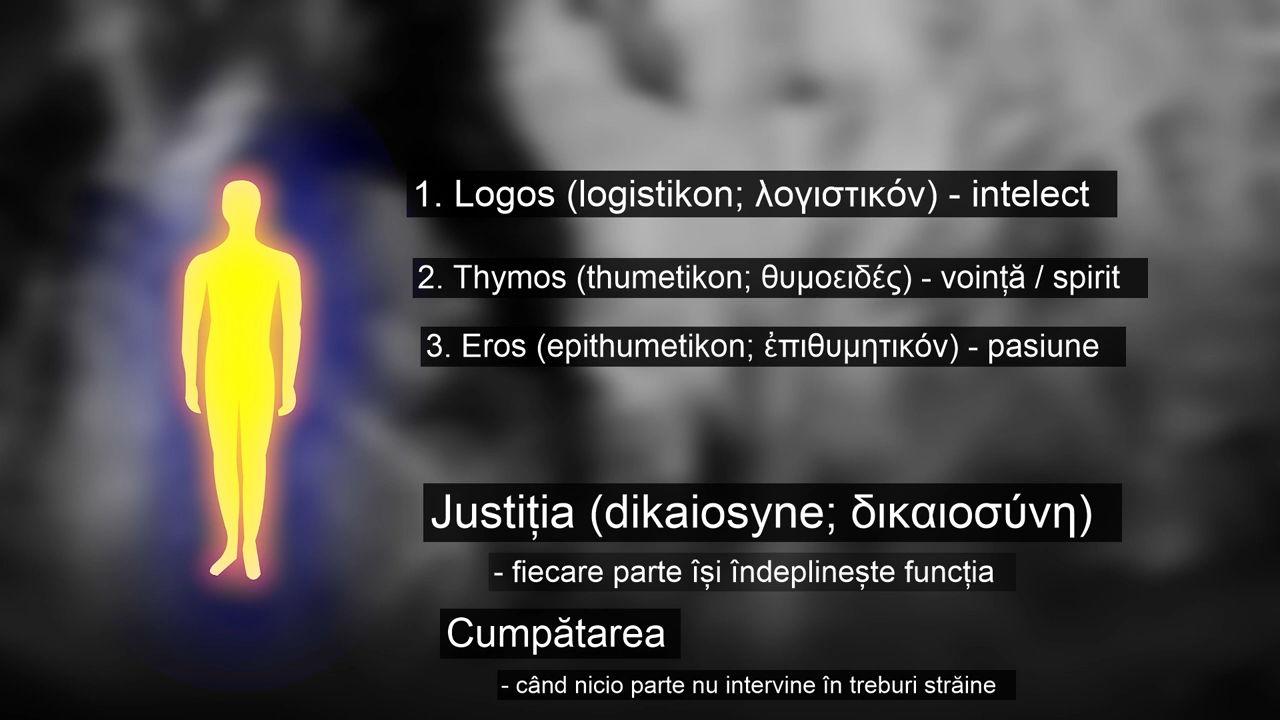 1. Logos (logistikon; λογιστικόν) - intelect
2. Thymos (thumetikon; θυμοειδές) - voință / spirit
3. Eros (epithumetikon; ἐπιθυμητικόν) - pasiune
Justiția (dikaiosyne; δικαιοσύνη)
- fiecare parte își îndeplinește funcția
Cumpătarea
- când nicio parte nu intervine în treburi străine